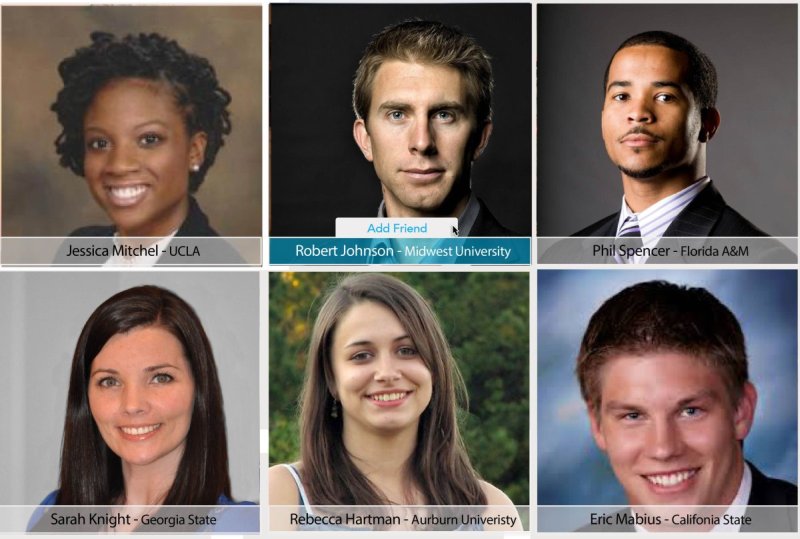 Jessica Mitchel - UCLA
Add Friend
Robert Johnson - Midwest University
Phil Spencer - Florida A&M
Sarah Knight - Georgia State
Rebecca Hartman - Aurburn Univeristy
Eric Mabius - Califonia State